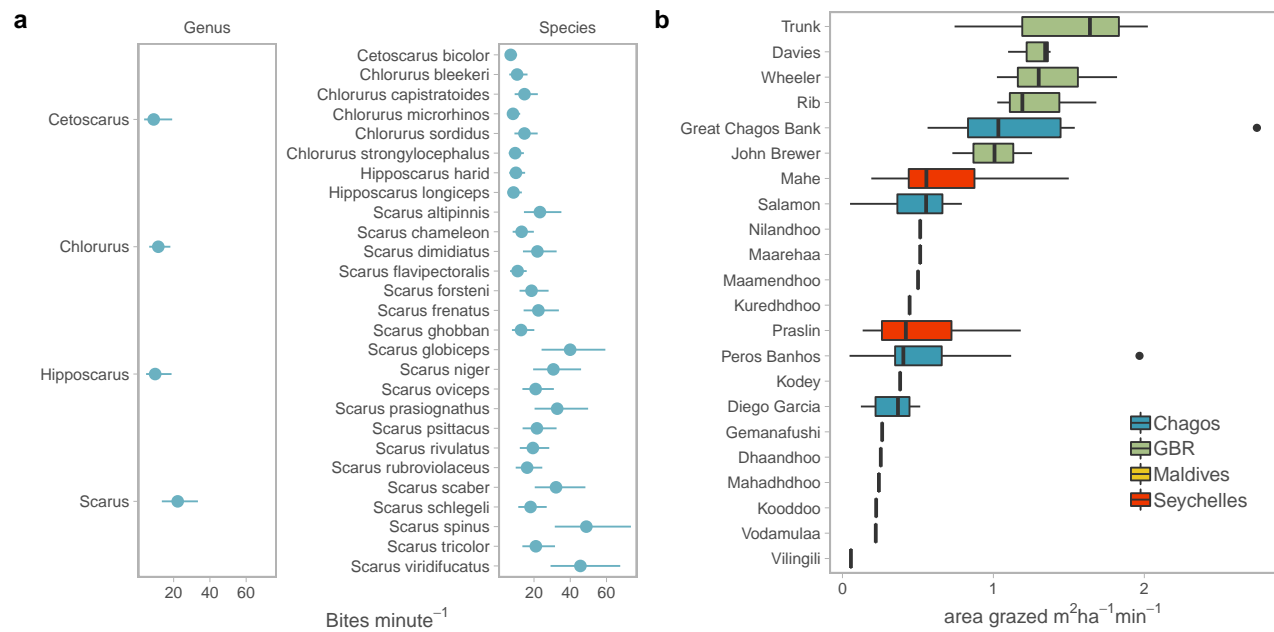 a
Genus
Cetoscarus
Chlorurus
Hipposcarus
Scarus
20 40 60
Species
Cetoscarus bicolor
Chlorurus bleekeri
Chlorurus capistratoides
Chlorurus microrhinos
Chlorurus sordidus
Chlorurus strongylocephalus
Hipposcarus harid
Hipposcarus longiceps
Scarus altipinnis
Scarus chameleon
Scarus dimidiatus
Scarus flavipectoralis
Scarus forsteni
Scarus frenatus
Scarus ghobban
Scarus globiceps
Scarus niger
Scarus oviceps
Scarus prasiognathus
Scarus psittacus
Scarus rivulatus
Scarus rubroviolaceus
Scarus scaber
Scarus schlegeli
Scarus spinus
Scarus tricolor
Scarus viridifucatus
20 40 60
Bites minute⁻¹
b
Trunk
Davies
Wheeler
Rib
Great Chagos Bank
John Brewer
Mahe
Salamon
Nilandhoo
Maarehaa
Maamendhoo
Kuredhdhoo
Praslin
Peros Banhos
Kodey
Diego Garcia
Gemanafushi
Dhaandhoo
Mahadhdhoo
Kooddoo
Vodamulaa
Vilingili
Chagos
GBR
Maldives
Seychelles
0 1 2
area grazed m²ha⁻¹min⁻¹